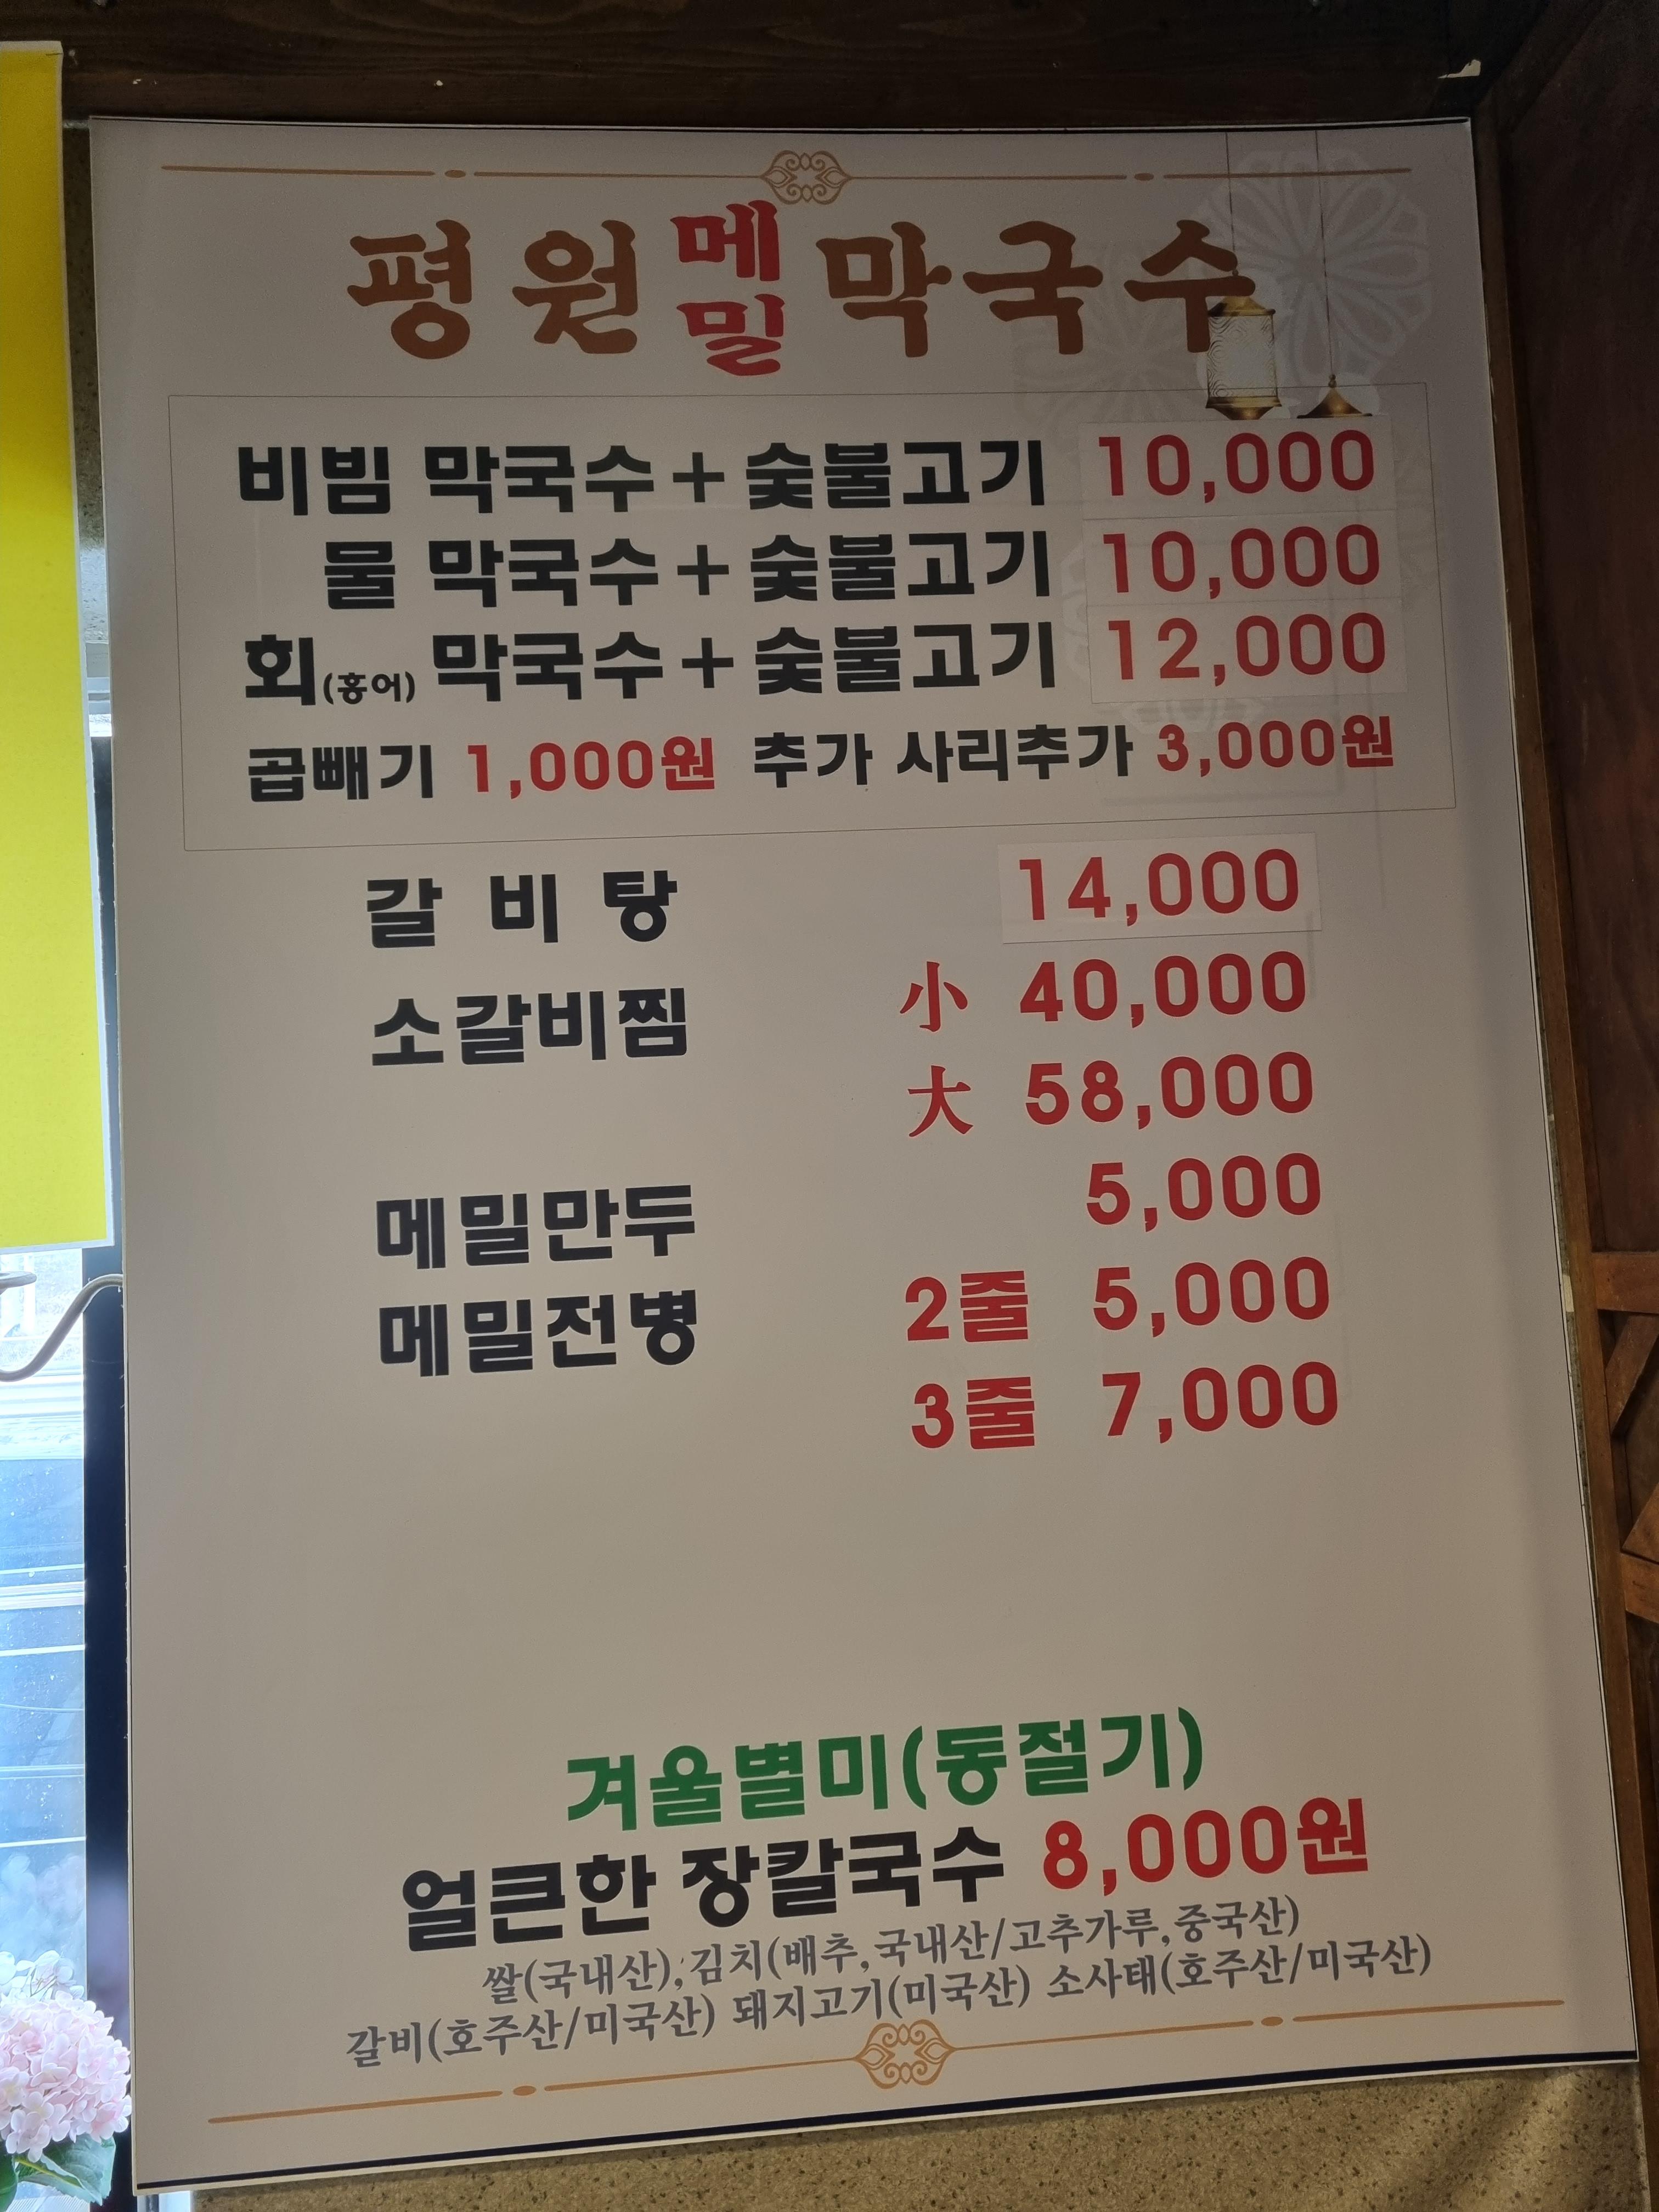 평원메밀막국수
비빔 막국수+숯불고기 10,000
물 막국수+숯불고기 10,000
회(홍어) 막국수+숯불고기 12,000
곱빼기 1,000원 추가 사리추가 3,000원
갈비탕 14,000
소갈비찜 小 40,000
大 58,000
메밀만두 5,000
메밀전병 2줄 5,000
3줄 7,000
겨울별미(동절기)
얼큰한 장칼국수 8,000원
쌀(국내산),김치(배추,국내산/고추가루,중국산)
갈비(호주산/미국산) 돼지고기(미국산) 소사태(호주산/미국산)